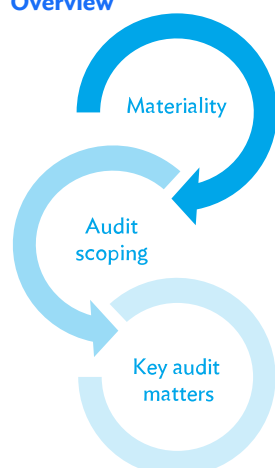 Overview
Materiality
Audit
scoping
Key audit
matters